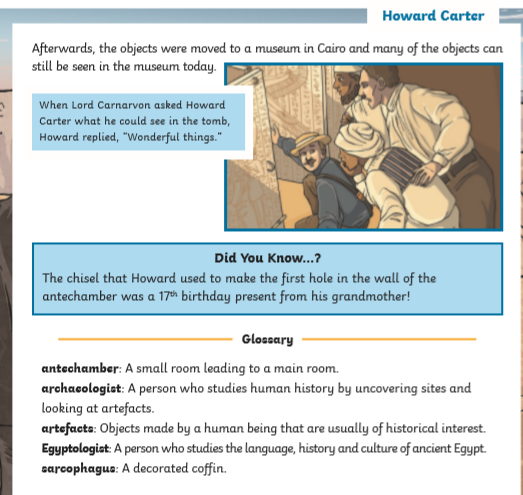 Howard Carter
Afterwards, the objects were moved to a museum in Cairo and many of the objects can
still be seen in the museum today.
When Lord Carnarvon asked Howard
Carter what he could see in the tomb,
Howard replied, “Wonderful things.”
Did You Know...?
The chisel that Howard used to make the first hole in the wall of the
antechamber was a 17th birthday present from his grandmother!
Glossary
antechamber: A small room leading to a main room.
archaeologist: A person who studies human history by uncovering sites and
looking at artefacts.
artefacts: Objects made by a human being that are usually of historical interest.
Egyptologist: A person who studies the language, history and culture of ancient Egypt.
sarcophagus: A decorated coffin.